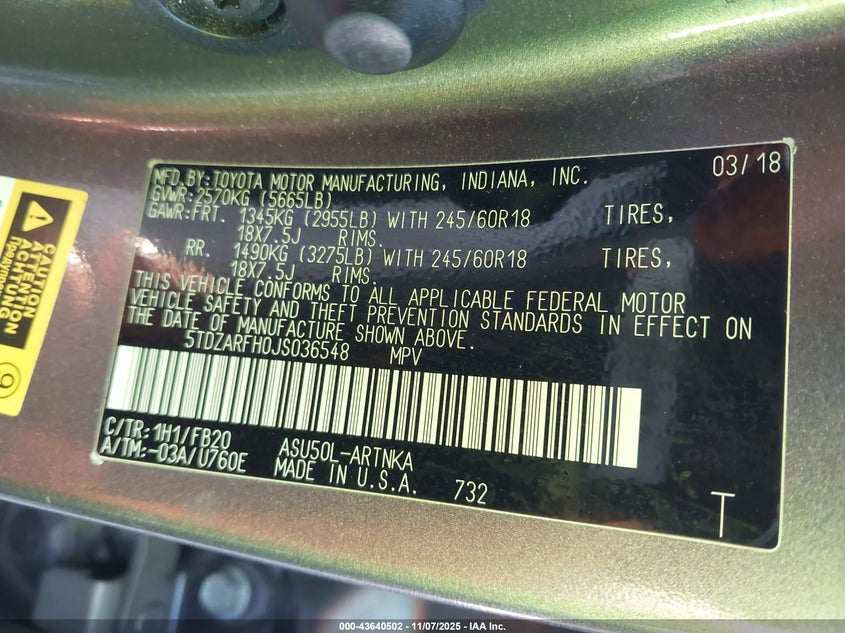 MFD.BY:TOYOTA MOTOR MANUFACTURING, INDIANA, INC. 03/18
GVWR:2570KG (5665LB)
GAWR:FRT. 1345KG (2955LB) WITH 245/60R18 TIRES,
18X7.5J RIMS.
RR. 1490KG (3275LB) WITH 245/60R18 TIRES,
18X7.5J RIMS.
THIS VEHICLE CONFORMS TO ALL APPLICABLE FEDERAL MOTOR
VEHICLE SAFETY AND THEFT PREVENTION STANDARDS IN EFFECT ON
THE DATE OF MANUFACTURE SHOWN ABOVE.
5TDZARFH0JS036548 MPV
C/TR:1H1/FB20 ASU50L-ARTNKA
A/TM:-03A/U760E MADE IN U.S.A. 732
T
CAUTION
ATTENTION
ACHTUNG
000-43640502 - 11/07/2025 - IAA Inc.